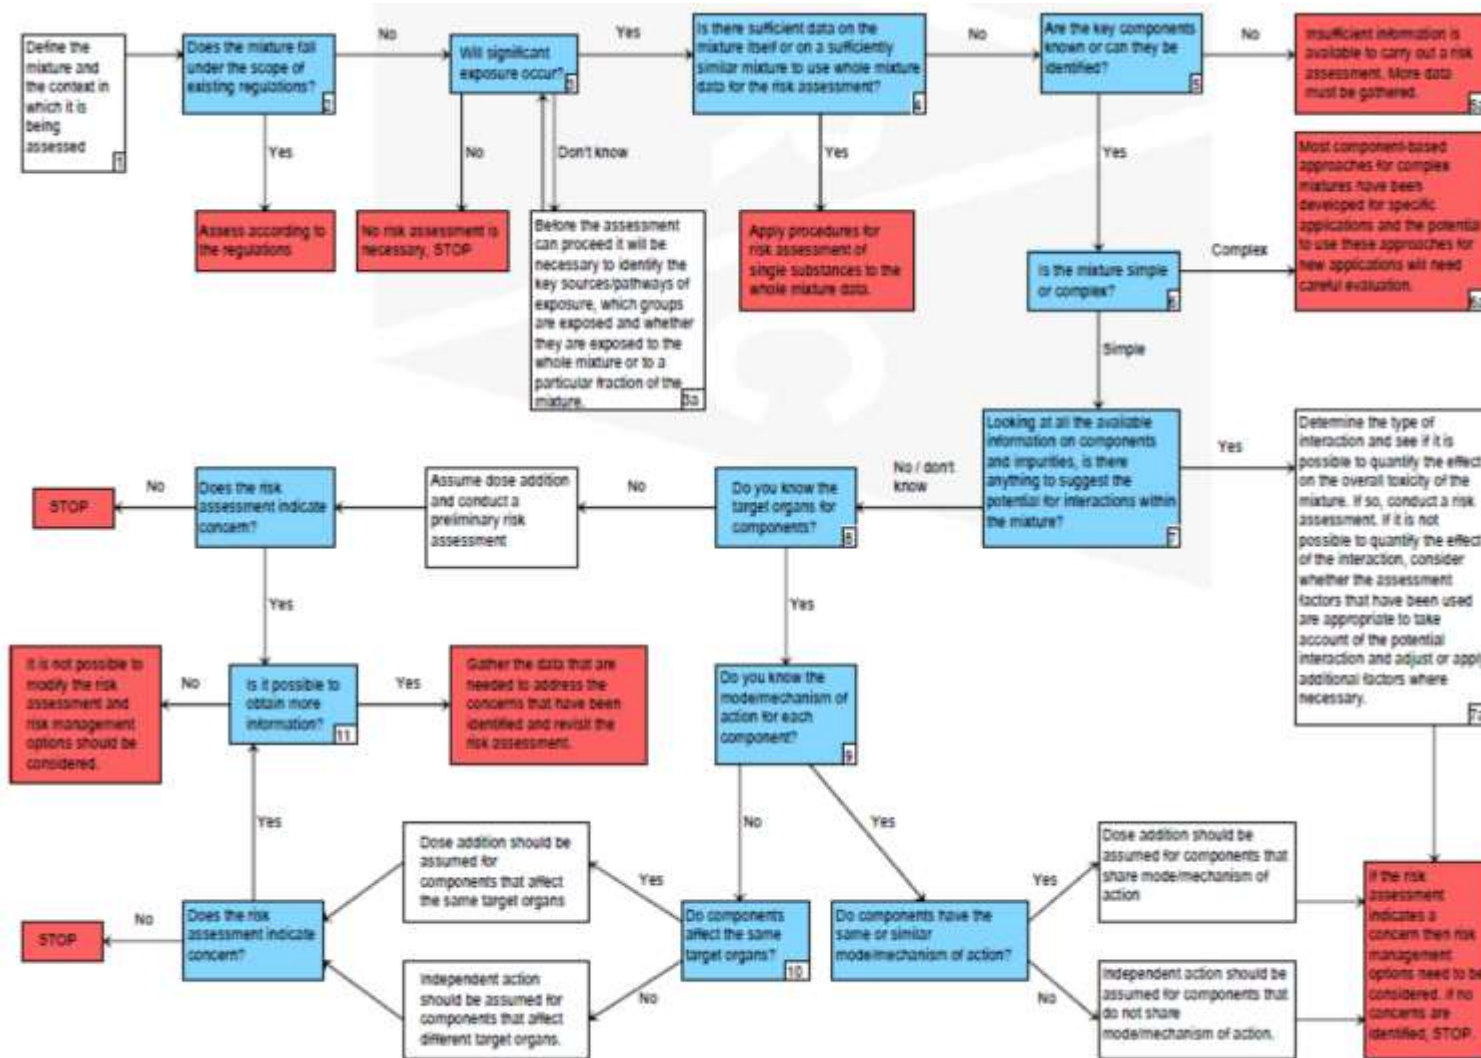 Define the
mixture and
the context in
which it is
being
assessed
1
Does the mixture fall
under the scope of
existing regulations?
2
No
Will significant
exposure occur?
3
Yes
Is there sufficient data on the
mixture itself or on a sufficiently
similar mixture to use whole mixture
data for the risk assessment?
4
No
Are the key components
known or can they be
identified?
5
No
Insufficient information is
available to carry out a risk
assessment. More data
must be gathered.
Yes
No
Don't know
Yes
Yes
Most component-based
approaches for complex
mixtures have been
developed for specific
applications and the potential
to use these approaches for
new applications will need
careful evaluation.
Assess according to
the regulations
No risk assessment is
necessary, STOP
Before the assessment
can proceed it will be
necessary to identify the
key sources/pathways of
exposure, which groups
are exposed and whether
they are exposed to the
whole mixture or to a
particular fraction of the
mixture.
3a
Apply procedures for
risk assessment of
single substances to the
whole mixture data.
Is the mixture simple
or complex?
6
Complex
Simple
Looking at all the available
information on components
and impurities, is there
anything to suggest the
potential for interactions within
the mixture?
7
Yes
Determine the type of
interaction and see if it is
possible to quantify the effect
on the overall toxicity of the
mixture. If so, conduct a risk
assessment. If it is not
possible to quantify the effect
of the interaction, consider
whether the assessment
factors that have been used
are appropriate to take
account of the potential
interaction and adjust or apply
additional factors where
necessary.
7a
No / don't
know
Do you know the
target organs for
components?
8
No
Assume dose addition
and conduct a
preliminary risk
assessment
Does the risk
assessment indicate
concern?
No
STOP
Yes
Yes
It is not possible to
modify the risk
assessment and
risk management
options should be
considered.
No
Is it possible to
obtain more
information?
11
Yes
Gather the data that are
needed to address the
concerns that have been
identified and revisit the
risk assessment.
Do you know the
mode/mechanism of
action for each
component?
9
Yes
No
Yes
Dose addition should be
assumed for
components that affect
the same target organs
Yes
Dose addition should be
assumed for components that
share mode/mechanism of
action
Yes
If the risk
assessment
indicates a
concern then risk
management
options need to be
considered. If no
concerns are
identified, STOP.
STOP
No
Does the risk
assessment indicate
concern?
Do components
affect the same
target organs?
10
Do components have the
same or similar
mode/mechanism of action?
Independent action
should be assumed for
components that affect
different target organs.
No
No
Independent action should be
assumed for components that
do not share
mode/mechanism of action.